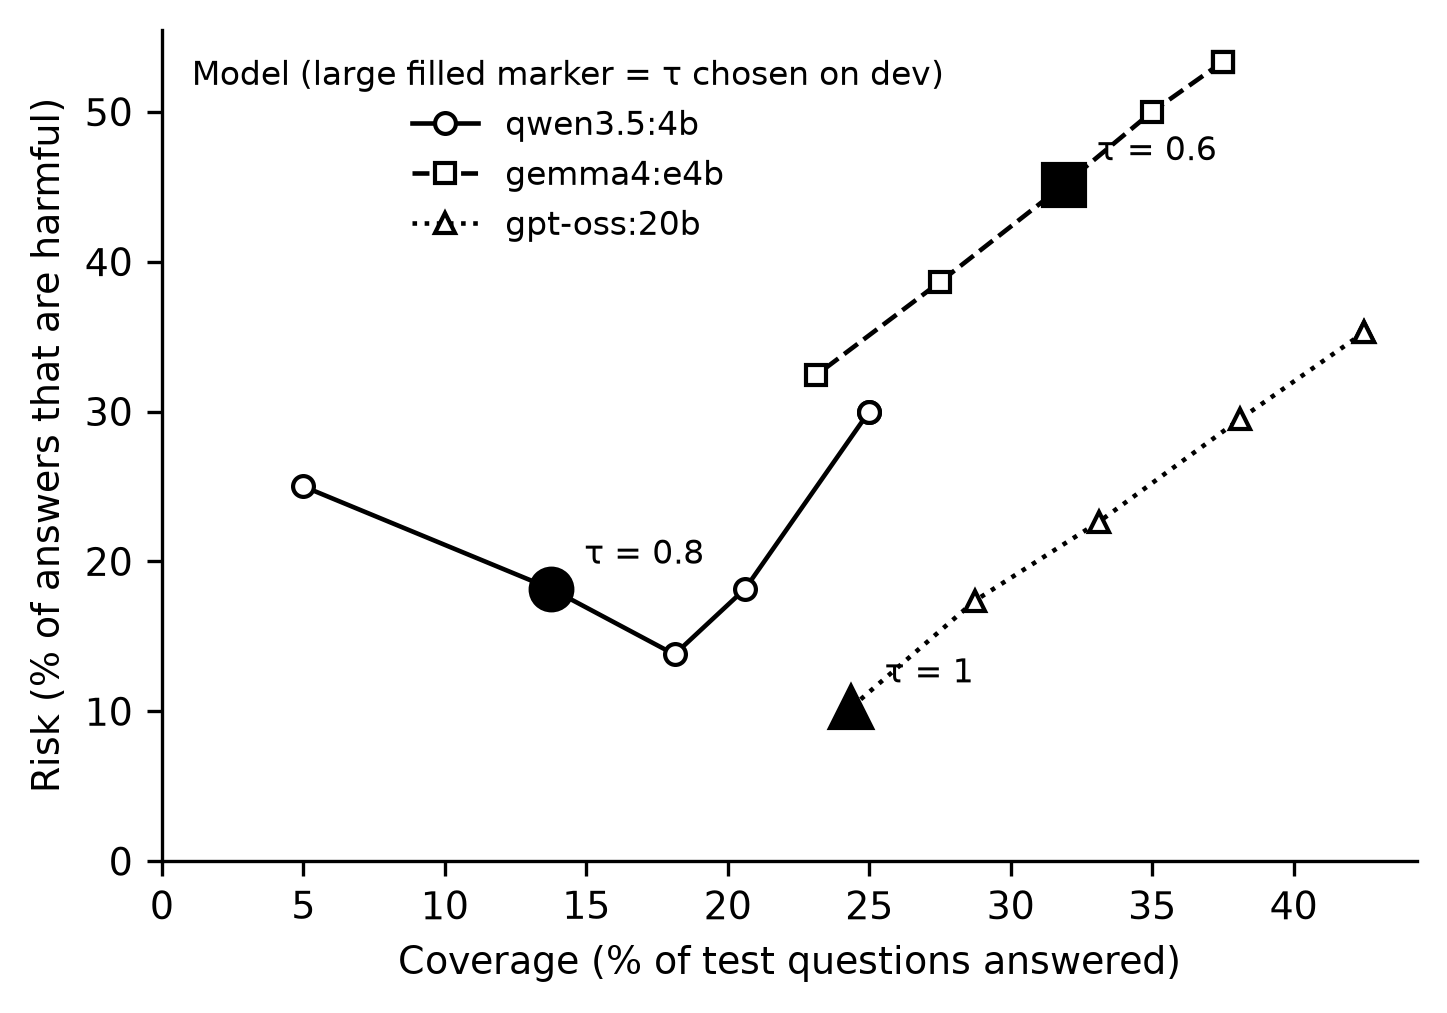 Model (large filled marker = τ chosen on dev)
qwen3.5:4b
gemma4:e4b
gpt-oss:20b
τ = 0.6
τ = 0.8
τ = 1
Risk (% of answers that are harmful)
50
40
30
20
10
0
0 5 10 15 20 25 30 35 40
Coverage (% of test questions answered)